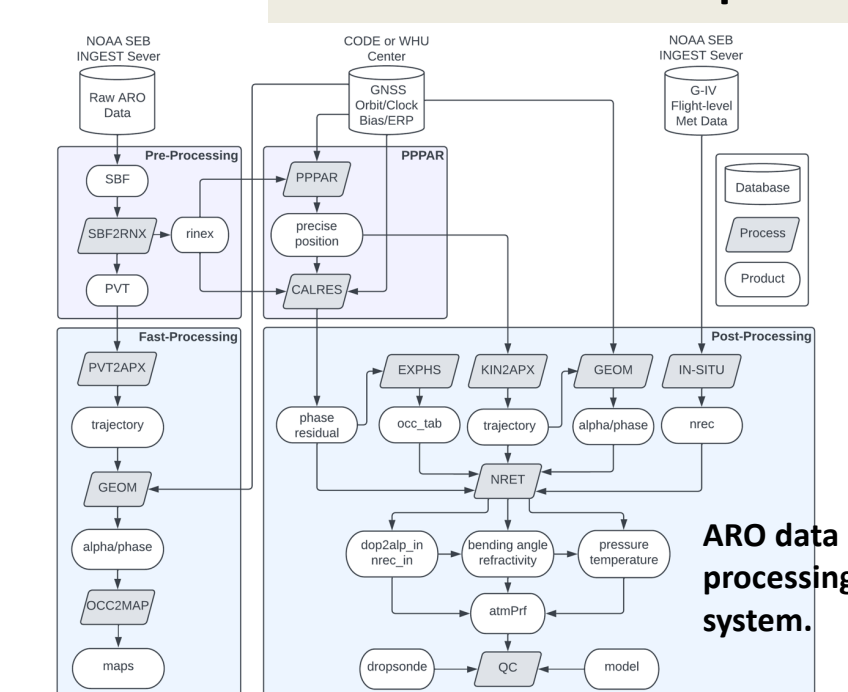 NOAA SEB
INGEST Sever
Raw ARO
Data
CODE or WHU
Center
GNSS
Orbit/Clock
Bias/ERP
NOAA SEB
INGEST Sever
G-IV
Flight-level
Met Data
Pre-Processing
SBF
SBF2RNX
rinex
PVT
PPPAR
PPPAR
precise
position
CALRES
Database
Process
Product
Fast-Processing
PVT2APX
trajectory
GEOM
alpha/phase
OCC2MAP
maps
Post-Processing
EXPHS
KIN2APX
GEOM
IN-SITU
phase
residual
occ_tab
trajectory
alpha/phase
nrec
NRET
dop2alp_in
nrec_in
bending angle
refractivity
pressure
temperature
atmPrf
dropsonde
QC
model
ARO data
processing
system.